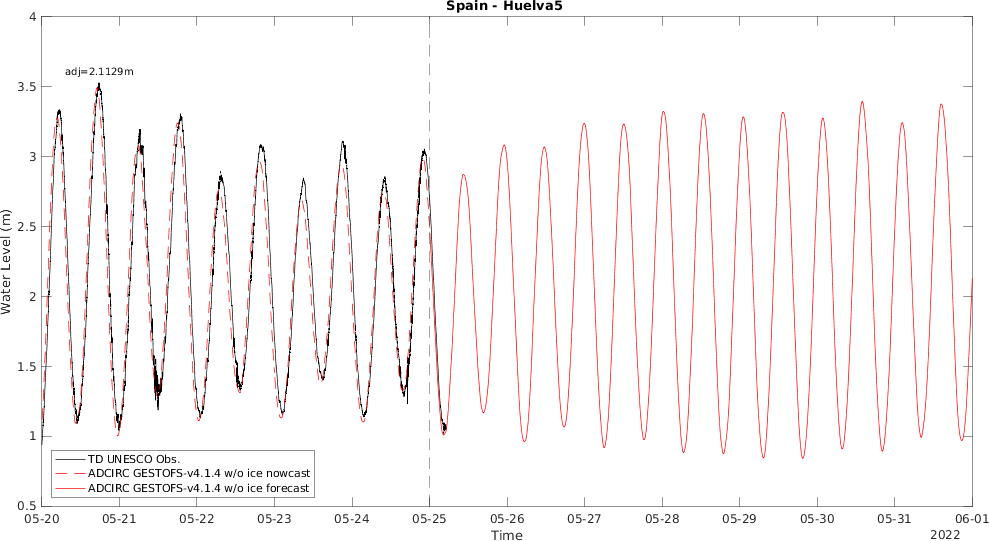 Spain - Huelva5
adj=2.1129m
4
3.5
3
2.5
2
1.5
1
0.5
Water Level (m)
TD UNESCO Obs.
ADCIRC GESTOFS-v4.1.4 w/o ice nowcast
ADCIRC GESTOFS-v4.1.4 w/o ice forecast
05-20 05-21 05-22 05-23 05-24 05-25 05-26 05-27 05-28 05-29 05-30 05-31 06-01
Time
2022